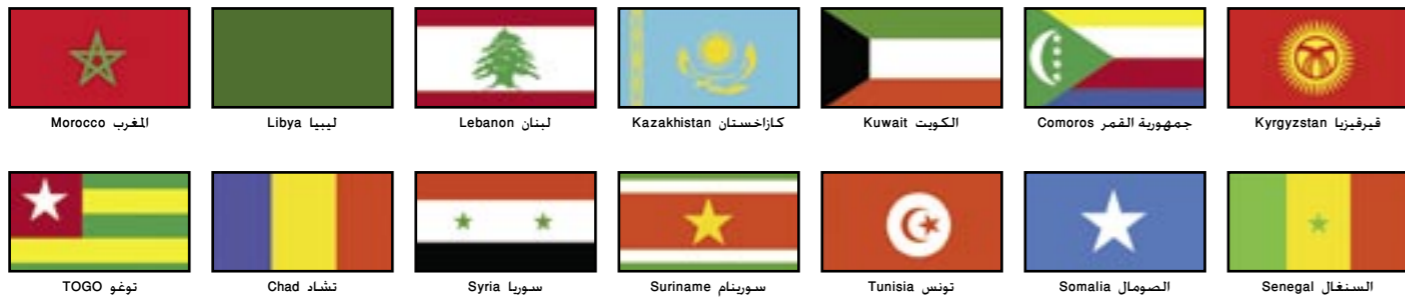 Morocco المغرب
Libya ليبيا
Lebanon لبنان
Kazakhistan كازاخستان
Kuwait الكويت
Comoros جمهورية القمر
Kyrgyzstan قيرقيزيا
TOGO توغو
Chad تشاد
Syria سوريا
Suriname سورينام
Tunisia تونس
Somalia الصومال
Senegal السنغال